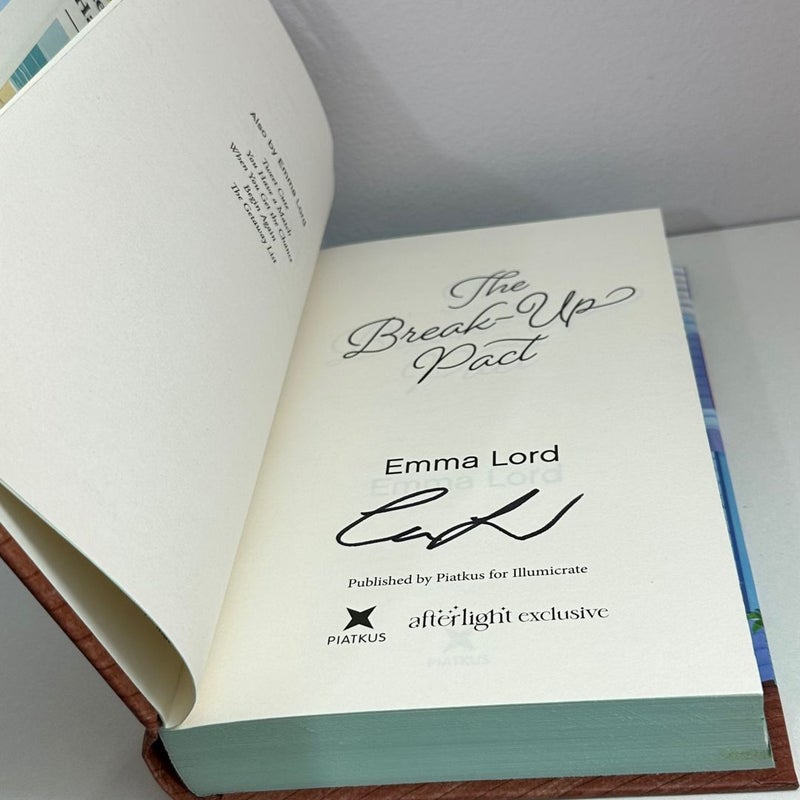 Also by Emma Lord
Tweet Cute
You Have a Match
When You Get the Chance
Begin Again
The Getaway List
The
Break-Up
Pact
Emma Lord
Published by Piatkus for Illumicrate
PIATKUS
afterlight exclusive